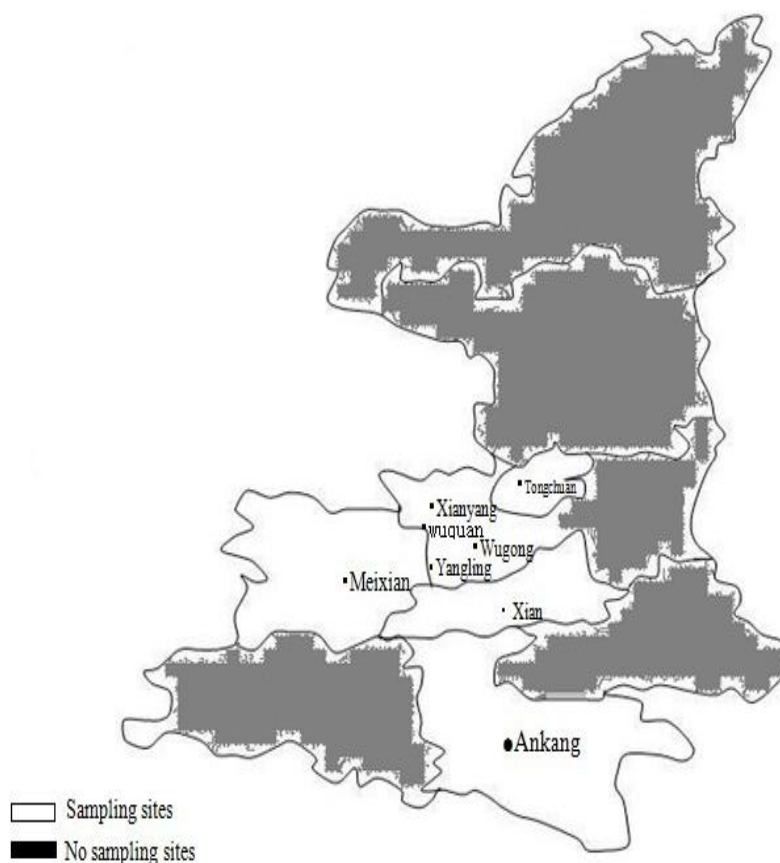 Tongchuan
Xianyang
wuquan
Wugong
Yangling
Meixian
Xian
Ankang
Sampling sites
No sampling sites